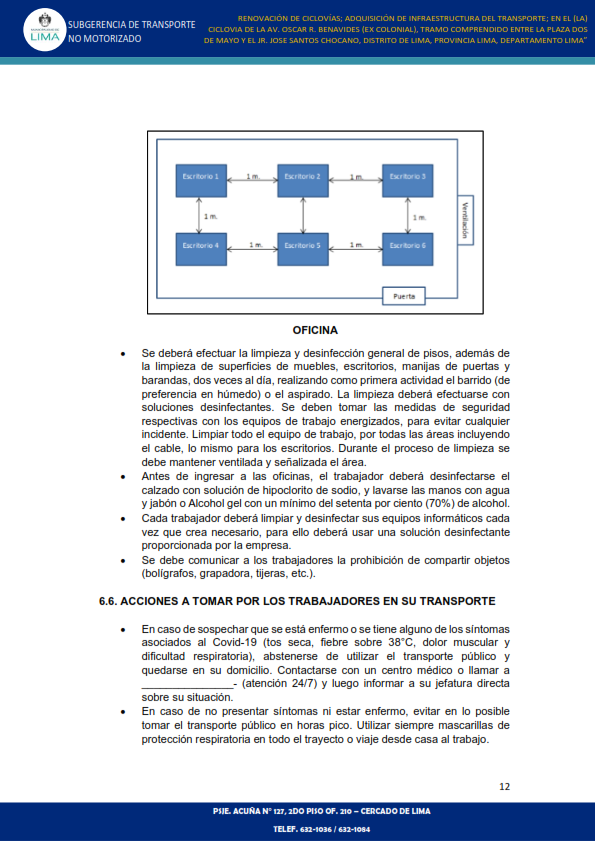 LIMA
SUBGERENCIA DE TRANSPORTE
NO MOTORIZADO
RENOVACIÓN DE CICLOVÍAS; ADQUISICIÓN DE INFRAESTRUCTURA DEL TRANSPORTE; EN EL (LA)
CICLOVIA DE LA AV. OSCAR R. BENAVIDES (EX COLONIAL), TRAMO COMPRENDIDO ENTRE LA PLAZA DOS
DE MAYO Y EL JR. JOSE SANTOS CHOCANO, DISTRITO DE LIMA, PROVINCIA LIMA, DEPARTAMENTO LIMA"
Escritorio 1
1 m.
Escritorio 2
1 m.
Escritorio 3
1 m.
1 m.
Ventilación
Escritorio 4
1 m.
Escritorio 5
1 m.
Escritorio 6
Puerta
OFICINA
• Se deberá efectuar la limpieza y desinfección general de pisos, además de
la limpieza de superficies de muebles, escritorios, manijas de puertas y
barandas, dos veces al día, realizando como primera actividad el barrido (de
preferencia en húmedo) o el aspirado. La limpieza deberá efectuarse con
soluciones desinfectantes. Se deben tomar las medidas de seguridad
respectivas con los equipos de trabajo energizados, para evitar cualquier
incidente. Limpiar todo el equipo de trabajo, por todas las áreas incluyendo
el cable, lo mismo para los escritorios. Durante el proceso de limpieza se
debe mantener ventilada y señalizada el área.
• Antes de ingresar a las oficinas, el trabajador deberá desinfectarse el
calzado con solución de hipoclorito de sodio, y lavarse las manos con agua
y jabón o Alcohol gel con un mínimo del setenta por ciento (70%) de alcohol.
• Cada trabajador deberá limpiar y desinfectar sus equipos informáticos cada
vez que crea necesario, para ello deberá usar una solución desinfectante
proporcionada por la empresa.
• Se debe comunicar a los trabajadores la prohibición de compartir objetos
(bolígrafos, grapadora, tijeras, etc.).
6.6. ACCIONES A TOMAR POR LOS TRABAJADORES EN SU TRANSPORTE
• En caso de sospechar que se está enfermo o se tiene alguno de los síntomas
asociados al Covid-19 (tos seca, fiebre sobre 38°C, dolor muscular y
dificultad respiratoria), abstenerse de utilizar el transporte público y
quedarse en su domicilio. Contactarse con un centro médico o llamar a
_______________- (atención 24/7) y luego informar a su jefatura directa
sobre su situación.
• En caso de no presentar síntomas ni estar enfermo, evitar en lo posible
tomar el transporte público en horas pico. Utilizar siempre mascarillas de
protección respiratoria en todo el trayecto o viaje desde casa al trabajo.
12
PSJE. ACUÑA N° 127, 2DO PISO OF. 210 – CERCADO DE LIMA
TELEF. 632-1036 / 632-1084